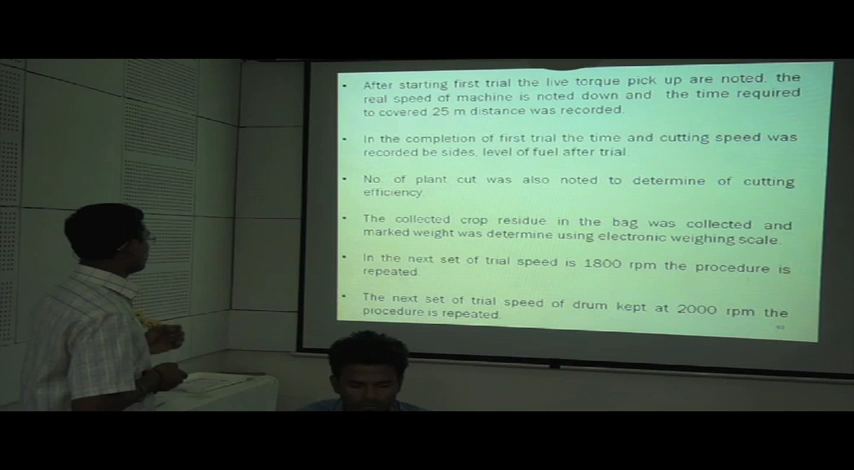 • After starting first trial the live torque pick up are noted. the
real speed of machine is noted down and the time required
to covered 25 m distance was recorded.
• In the completion of first trial the time and cutting speed was
recorded be sides, level of fuel after trial.
• No. of plant cut was also noted to determine of cutting
efficiency.
• The collected crop residue in the bag was collected and
marked weight was determine using electronic weighing scale.
• In the next set of trial speed is 1800 rpm the procedure is
repeated.
• The next set of trial speed of drum kept at 2000 rpm the
procedure is repeated.